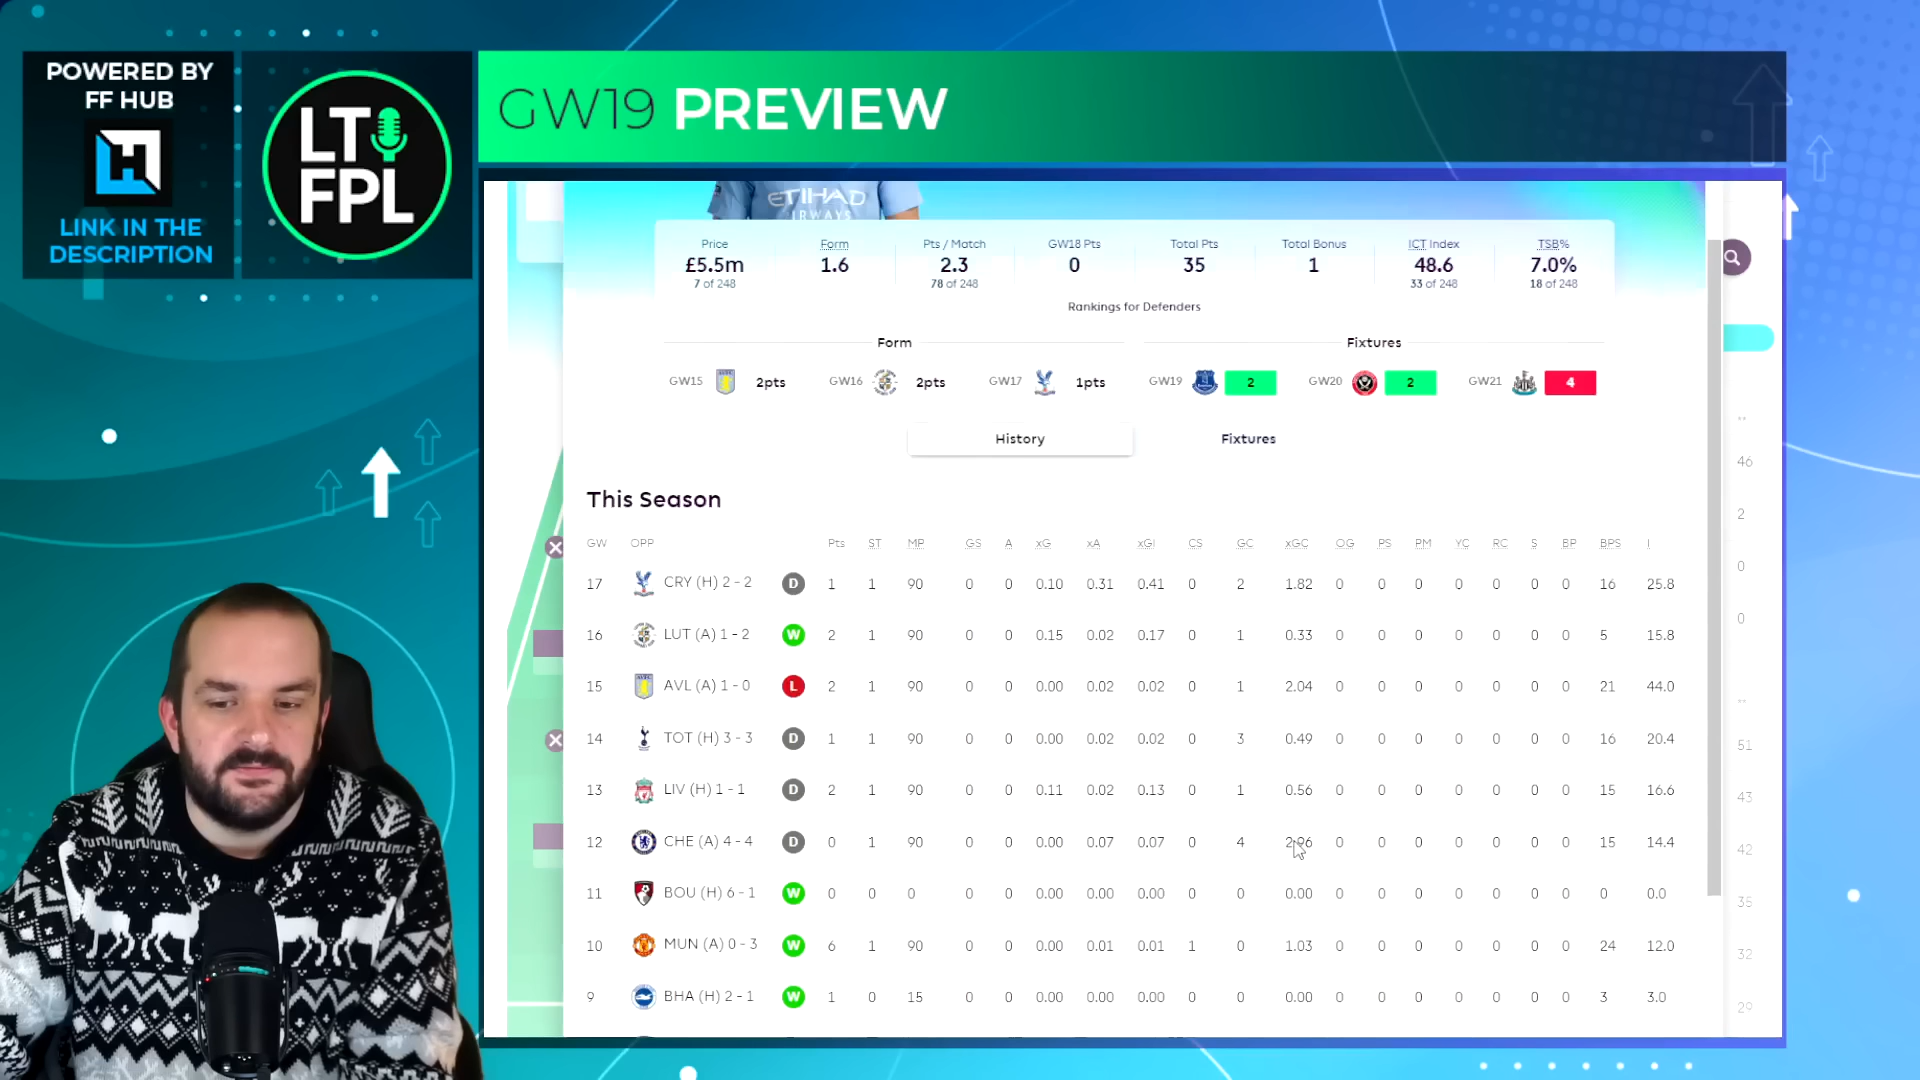 POWERED BY
FF HUB
LINK IN THE
DESCRIPTION
LT
FPL
GW19 PREVIEW
ETIHAD
AIRWAYS
Price Form Pts / Match GW18 Pts Total Pts Total Bonus ICT Index TSB%
£5.5m 1.6 2.3 0 35 1 48.6 7.0%
7 of 248 78 of 248 33 of 248 18 of 248
Rankings for Defenders
Form Fixtures
GW15 2pts GW16 2pts GW17 1pts GW19 2 GW20 2 GW21 4
History Fixtures
This Season
GW OPP Pts ST MP GS A xG xA xGI CS GC xGC OG PS PM YC RC S BP BPS I
17 CRY (H) 2 - 2 D 1 1 90 0 0 0.10 0.31 0.41 0 2 1.82 0 0 0 0 0 0 0 16 25.8
16 LUT (A) 1 - 2 W 2 1 90 0 0 0.15 0.02 0.17 0 1 0.33 0 0 0 0 0 0 0 5 15.8
15 AVL (A) 1 - 0 L 2 1 90 0 0 0.00 0.02 0.02 0 1 2.04 0 0 0 0 0 0 0 21 44.0
14 TOT (H) 3 - 3 D 1 1 90 0 0 0.00 0.02 0.02 0 3 0.49 0 0 0 0 0 0 0 16 20.4
13 LIV (H) 1 - 1 D 2 1 90 0 0 0.11 0.02 0.13 0 1 0.56 0 0 0 0 0 0 0 15 16.6
12 CHE (A) 4 - 4 D 0 1 90 0 0 0.00 0.07 0.07 0 4 0 0 0 0 0 0 0 15 14.4
11 BOU (H) 6 - 1 W 0 0 0 0 0 0.00 0.00 0.00 0 0 0.00 0 0 0 0 0 0 0 0 0.0
10 MUN (A) 0 - 3 W 6 1 90 0 0 0.00 0.01 0.01 1 0 1.03 0 0 0 0 0 0 0 24 12.0
9 BHA (H) 2 - 1 W 1 0 15 0 0 0.00 0.00 0.00 0 0 0.00 0 0 0 0 0 0 0 3 3.0
46
2
0
0
51
43
42
35
32
29